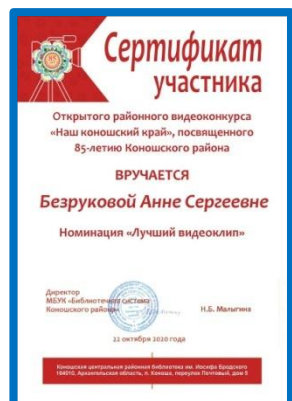 85
Сертификат
участника
Открытого районного видеоконкурса
«Наш коношский край», посвященного
85-летию Коношского района
ВРУЧАЕТСЯ
Безруковой Анне Сергеевне
Номинация «Лучший видеоклип»
Директор
МБУК «Библиотечная система
Коношского района»
Н.Б. Малыгина
22 октября 2020 года
Коношская центральная районная библиотека им. Иосифа Бродского
164010, Архангельская область, п. Коноша, переулок Почтовый, дом 5